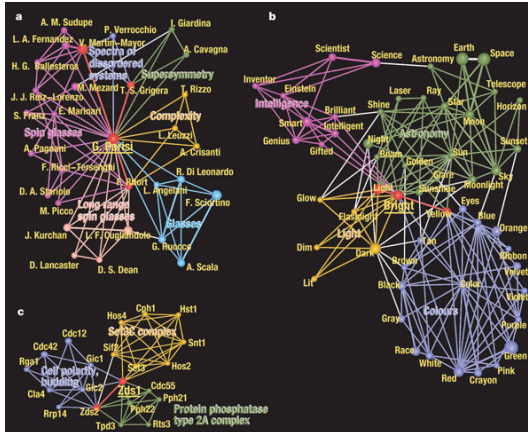 a
A. M. Sudupe
P. Verrocchio
I. Giardina
L. A. Fernandez
V. Martin-Mayor
A. Cavagna
Spectra of
disordered
systems
H. G. Ballesteros
Supersymmetry
M. Mezard
T. S. Grigera
T. Rizzo
J. J. Ruiz-Lorenzo
E. Marinari
Complexity
S. Franz
Spin glasses
L. Leuzzi
G. Parisi
A. Pagnani
A. Crisanti
F. Ricci-Tersenghi
R. Di Leonardo
F. Ritort
L. Angelani
F. Sciortino
D. A. Stariolo
M. Picco
Long-range
spin glasses
Glasses
J. Kurchan
L. F. Cugliandolo
G. Ruocco
D. Lancaster
A. Scala
D. S. Dean
b
Scientist
Science
Earth
Space
Astronomy
Inventor
Einstein
Laser
Ray
Telescope
Intelligence
Brilliant
Shine
Star
Horizon
Smart
Intelligent
Moon
Genius
Night
Astronomy
Sunset
Gifted
Beam
Golden
Sun
Glare
Sky
Light
Sunshine
Moonlight
Glow
Bright
Eyes
Flashlight
Yellow
Blue
Orange
Light
Tan
Dim
Dark
Brown
Ribbon
Velvet
Lit
Black
Color
Violet
Gray
Colours
Purple
Race
Green
White
Pink
Red
Crayon
c
Cph1
Hst1
Hos4
Cdc12
Set3C complex
Cdc42
Sif2
Snt1
Rga1
Gic1
Set3
Cell polarity,
budding
Hos2
Gic2
Zds1
Cdc55
Cla4
Pph21
Zds2
Pph22
Protein phosphatase
type 2A complex
Rrp14
Tpd3
Rts3